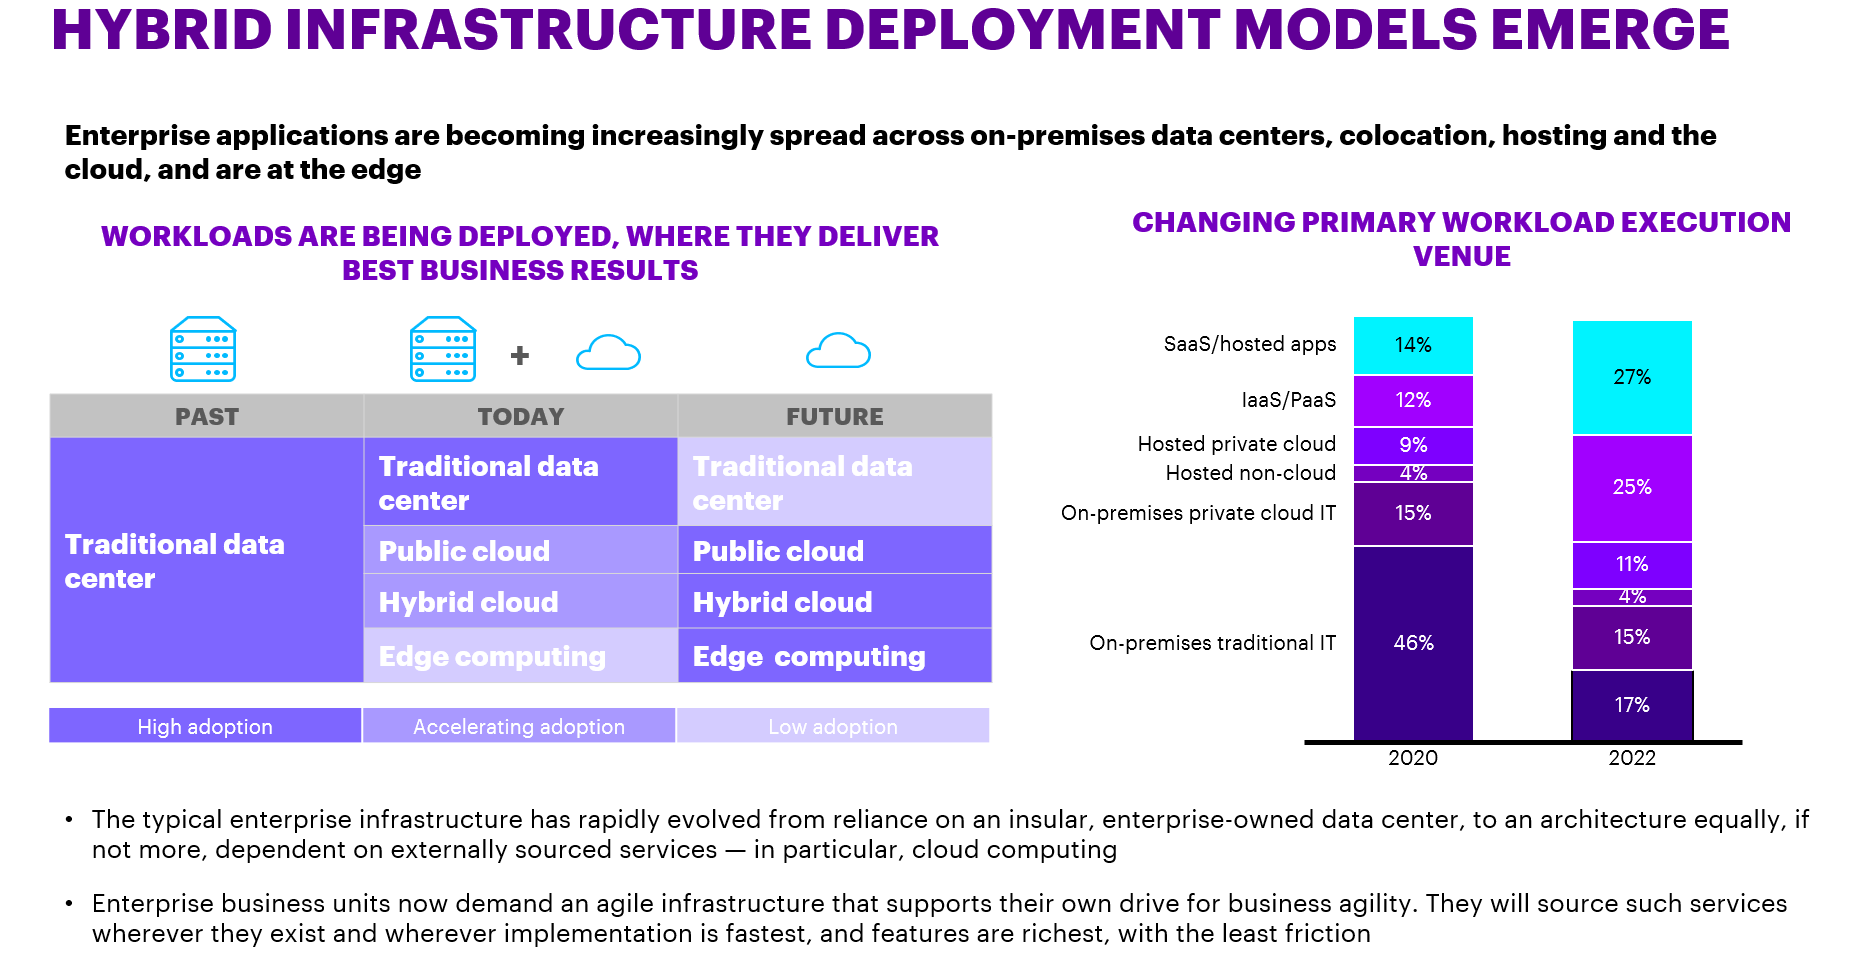 HYBRID INFRASTRUCTURE DEPLOYMENT MODELS EMERGE
Enterprise applications are becoming increasingly spread across on-premises data centers, colocation, hosting and the
cloud, and are at the edge
WORKLOADS ARE BEING DEPLOYED, WHERE THEY DELIVER
BEST BUSINESS RESULTS
+
PAST
TODAY
FUTURE
Traditional data
center
Traditional data
center
Public cloud
Hybrid cloud
Edge computing
Traditional data
center
Public cloud
Hybrid cloud
Edge  computing
High adoption
Accelerating adoption
Low adoption
CHANGING PRIMARY WORKLOAD EXECUTION
VENUE
SaaS/hosted apps
IaaS/PaaS
Hosted private cloud
Hosted non-cloud
On-premises private cloud IT
On-premises traditional IT
14%
12%
9%
4%
15%
46%
27%
25%
11%
4%
15%
17%
2020
2022
• The typical enterprise infrastructure has rapidly evolved from reliance on an insular, enterprise-owned data center, to an architecture equally, if
not more, dependent on externally sourced services — in particular, cloud computing
• Enterprise business units now demand an agile infrastructure that supports their own drive for business agility. They will source such services
wherever they exist and wherever implementation is fastest, and features are richest, with the least friction